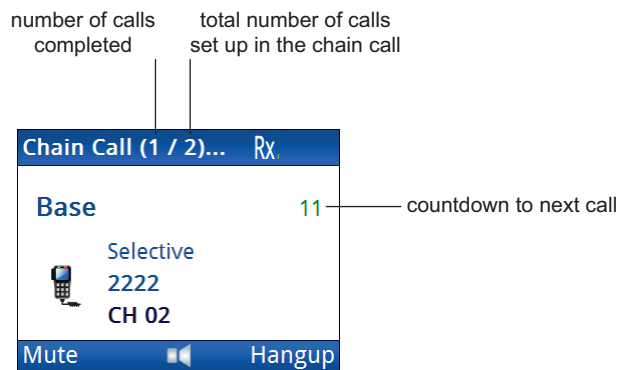 number of calls completed
total number of calls set up in the chain call
Chain Call (1 / 2)... Rx
Base 11
countdown to next call
Selective
2222
CH 02
Mute Hangup